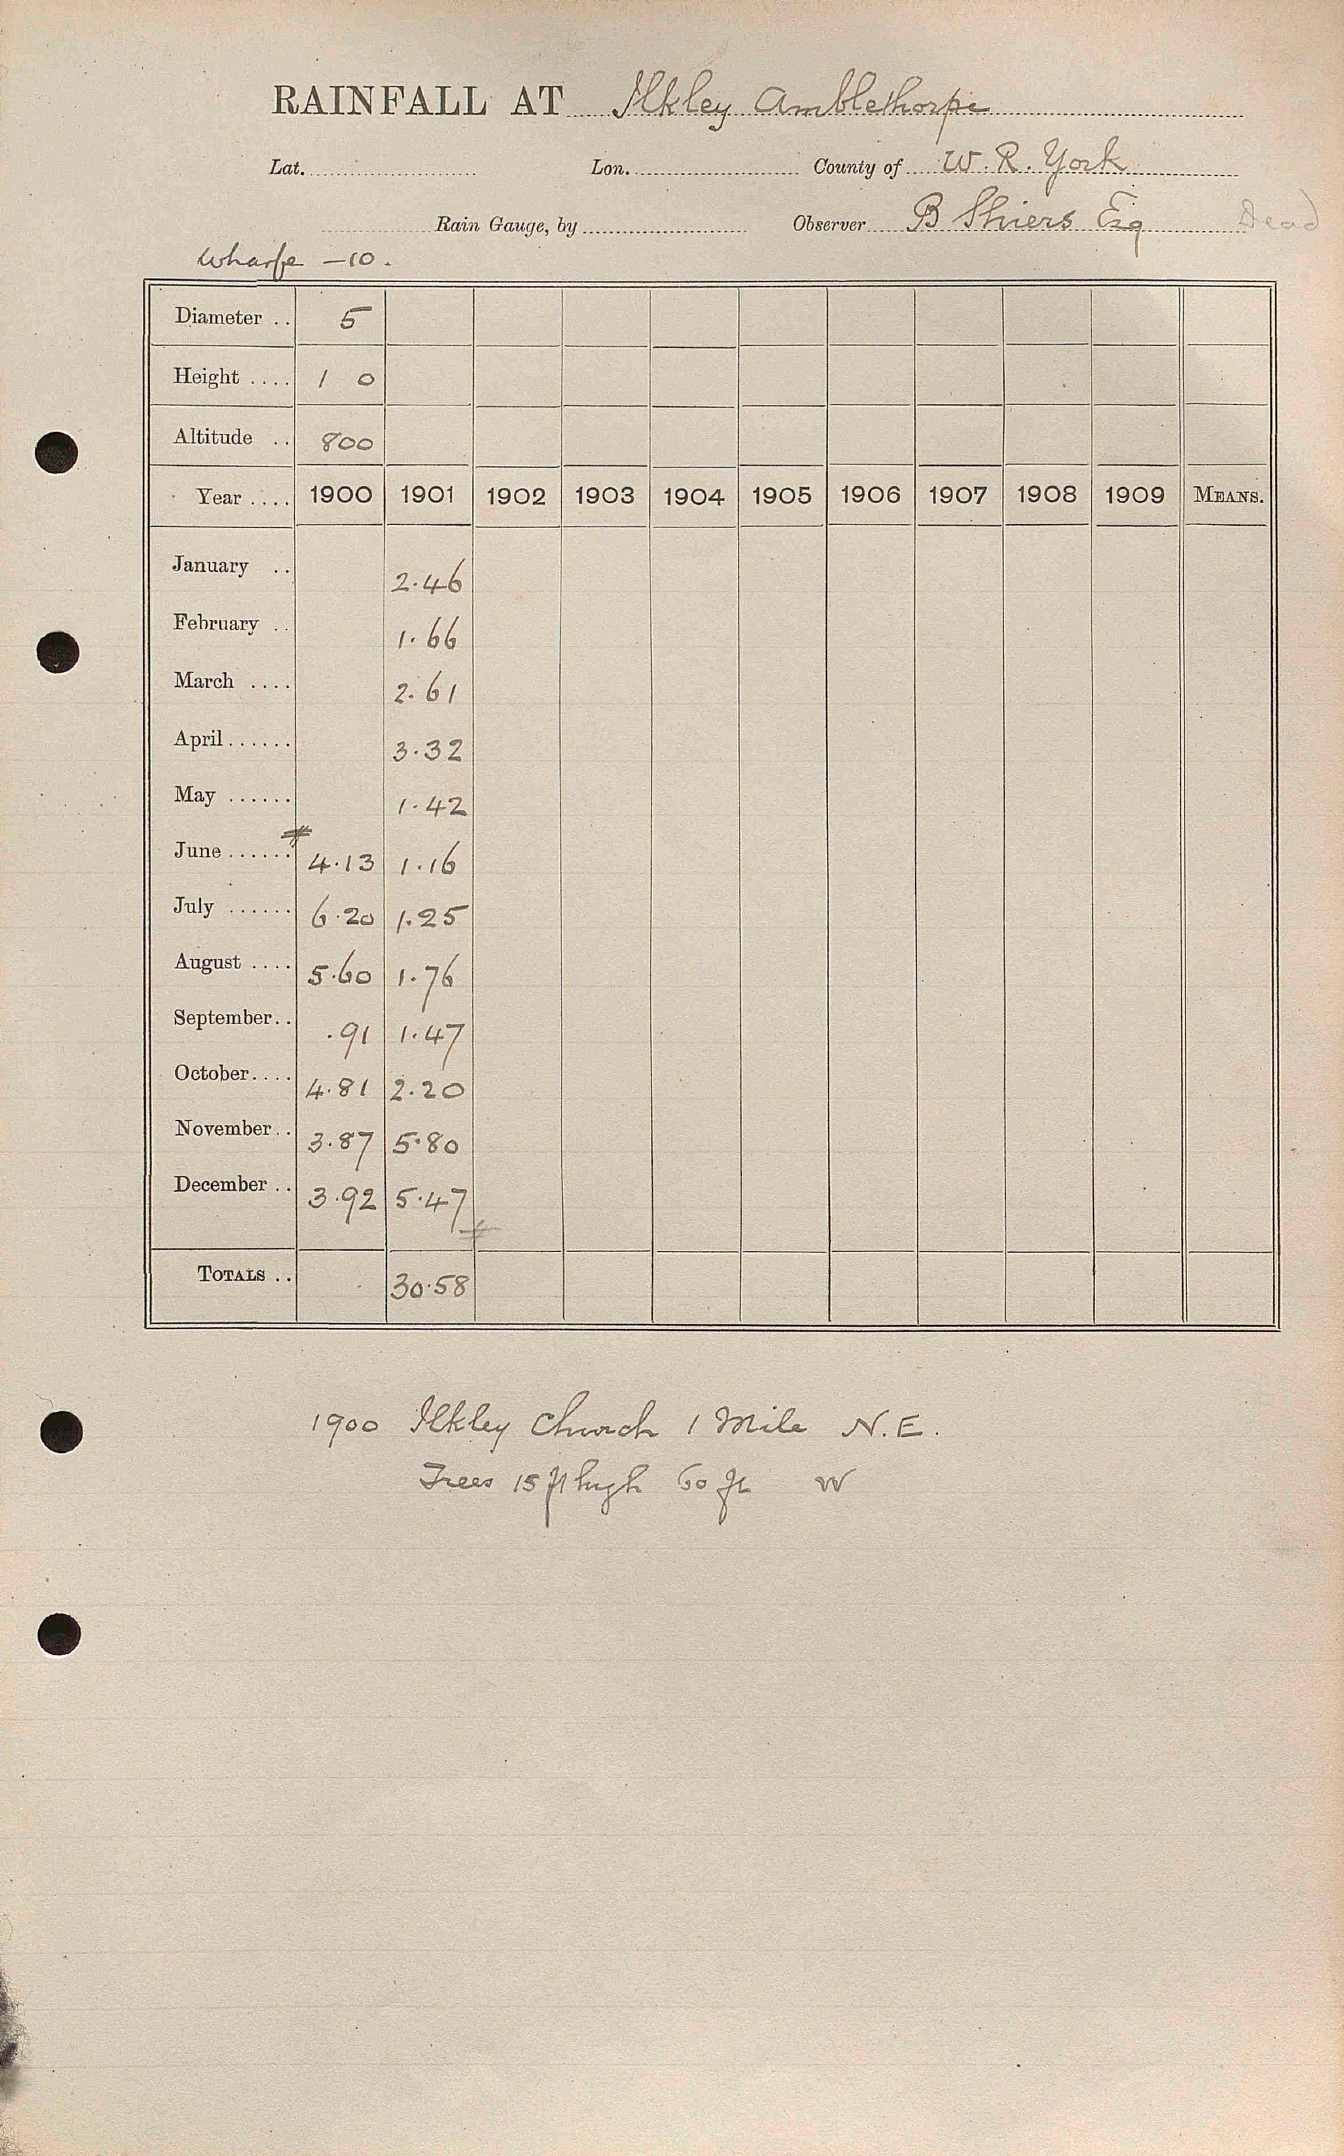 RAINFALL AT Ilkley Amblethorpe
Lat. Lon. County of W. R. York
Rain Gauge, by Observer B Shiers Esq Dead
Wharfe -10.
Diameter .. 5
Height .... 1 0
Altitude .. 800
Year .... 1900 1901 1902 1903 1904 1905 1906 1907 1908 1909 MEANS.
January .. 2.46
February .. 1.66
March .... 2.61
April ...... 3.32
May ...... 1.42
June ...... 4.13 1.16
July ...... 6.20 1.25
August .... 5.60 1.76
September .. .91 1.47
October .... 4.81 2.20
November .. 3.87 5.80
December .. 3.92 5.47
TOTALS .. 30.58
1900 Ilkley Church 1 Mile N.E.
Trees 15 ft high 60 ft W